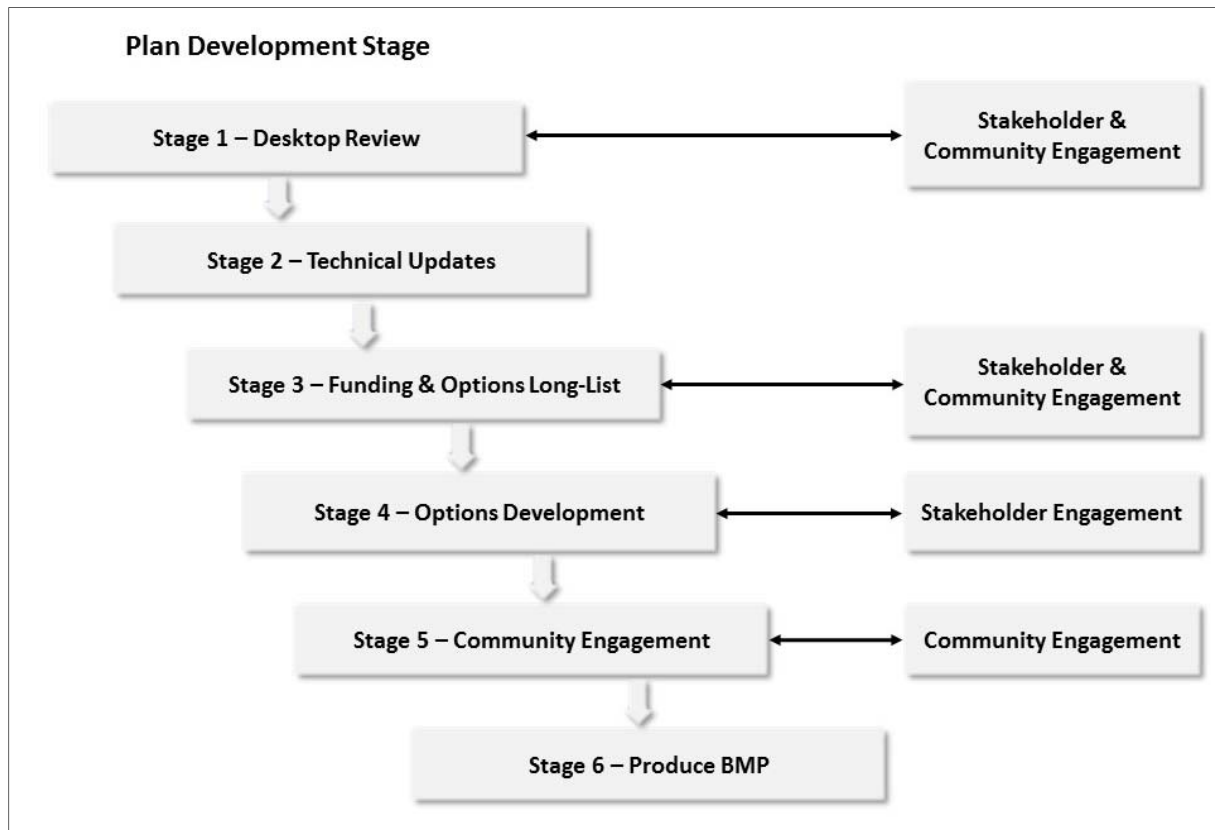 Plan Development Stage
Stage 1 – Desktop Review
Stakeholder &
Community Engagement
Stage 2 – Technical Updates
Stage 3 – Funding & Options Long-List
Stakeholder &
Community Engagement
Stage 4 – Options Development
Stakeholder Engagement
Stage 5 – Community Engagement
Community Engagement
Stage 6 – Produce BMP